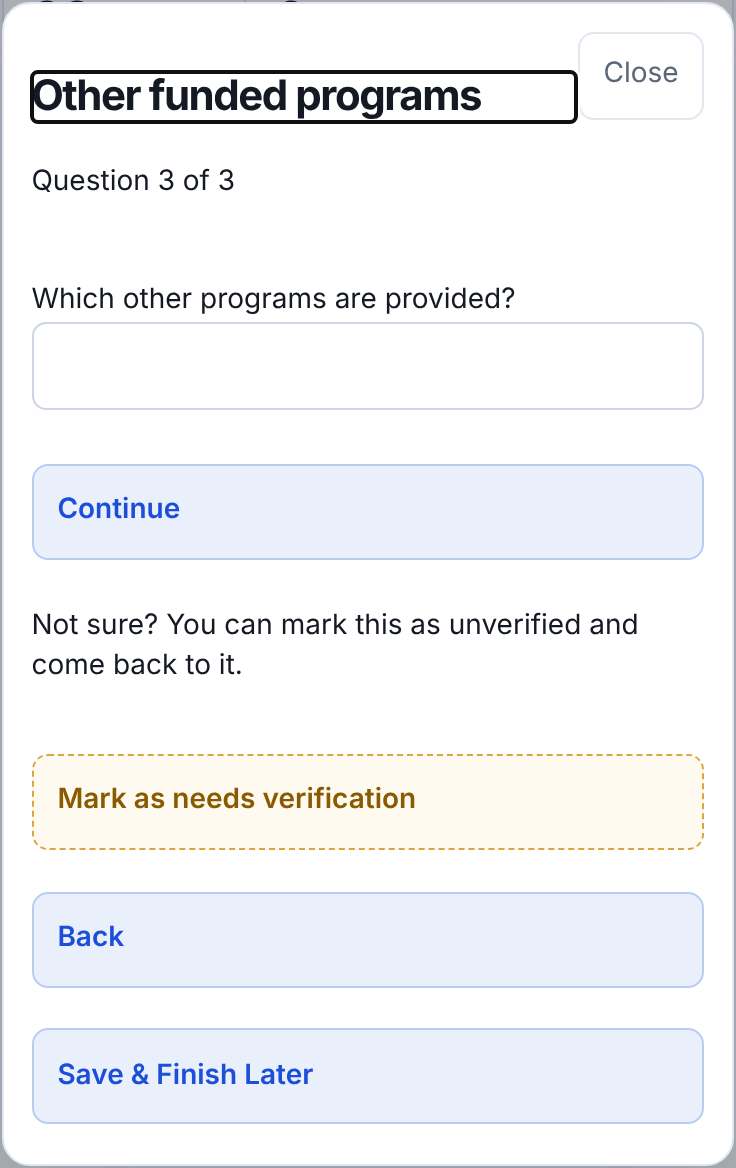 Other funded programs
Close
Question 3 of 3
Which other programs are provided?
Continue
Not sure? You can mark this as unverified and
come back to it.
Mark as needs verification
Back
Save & Finish Later